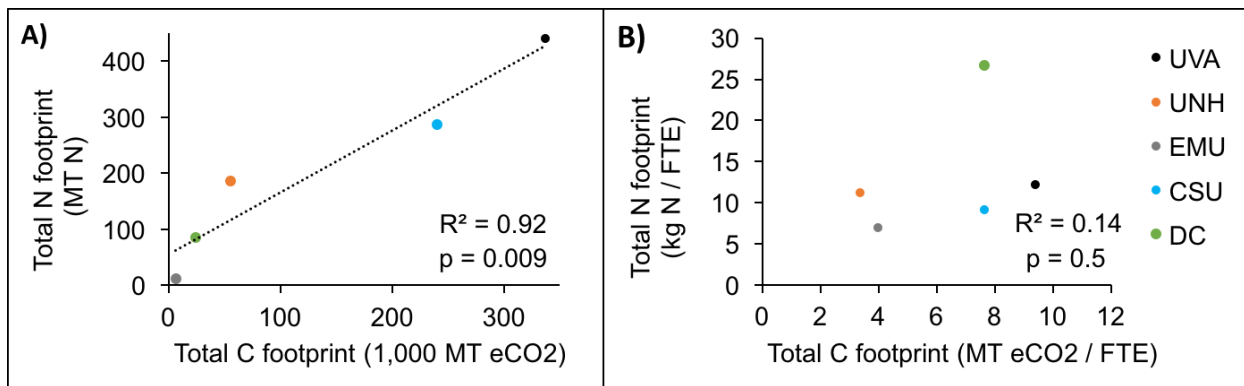 A)
Total N footprint
(MT N)
400
300
200
100
0
R² = 0.92
p = 0.009
0 100 200 300
Total C footprint (1,000 MT eCO2)
B)
Total N footprint
(kg N / FTE)
30
25
20
15
10
5
0
R² = 0.14
p = 0.5
0 2 4 6 8 10 12
Total C footprint (MT eCO2 / FTE)
UVA
UNH
EMU
CSU
DC